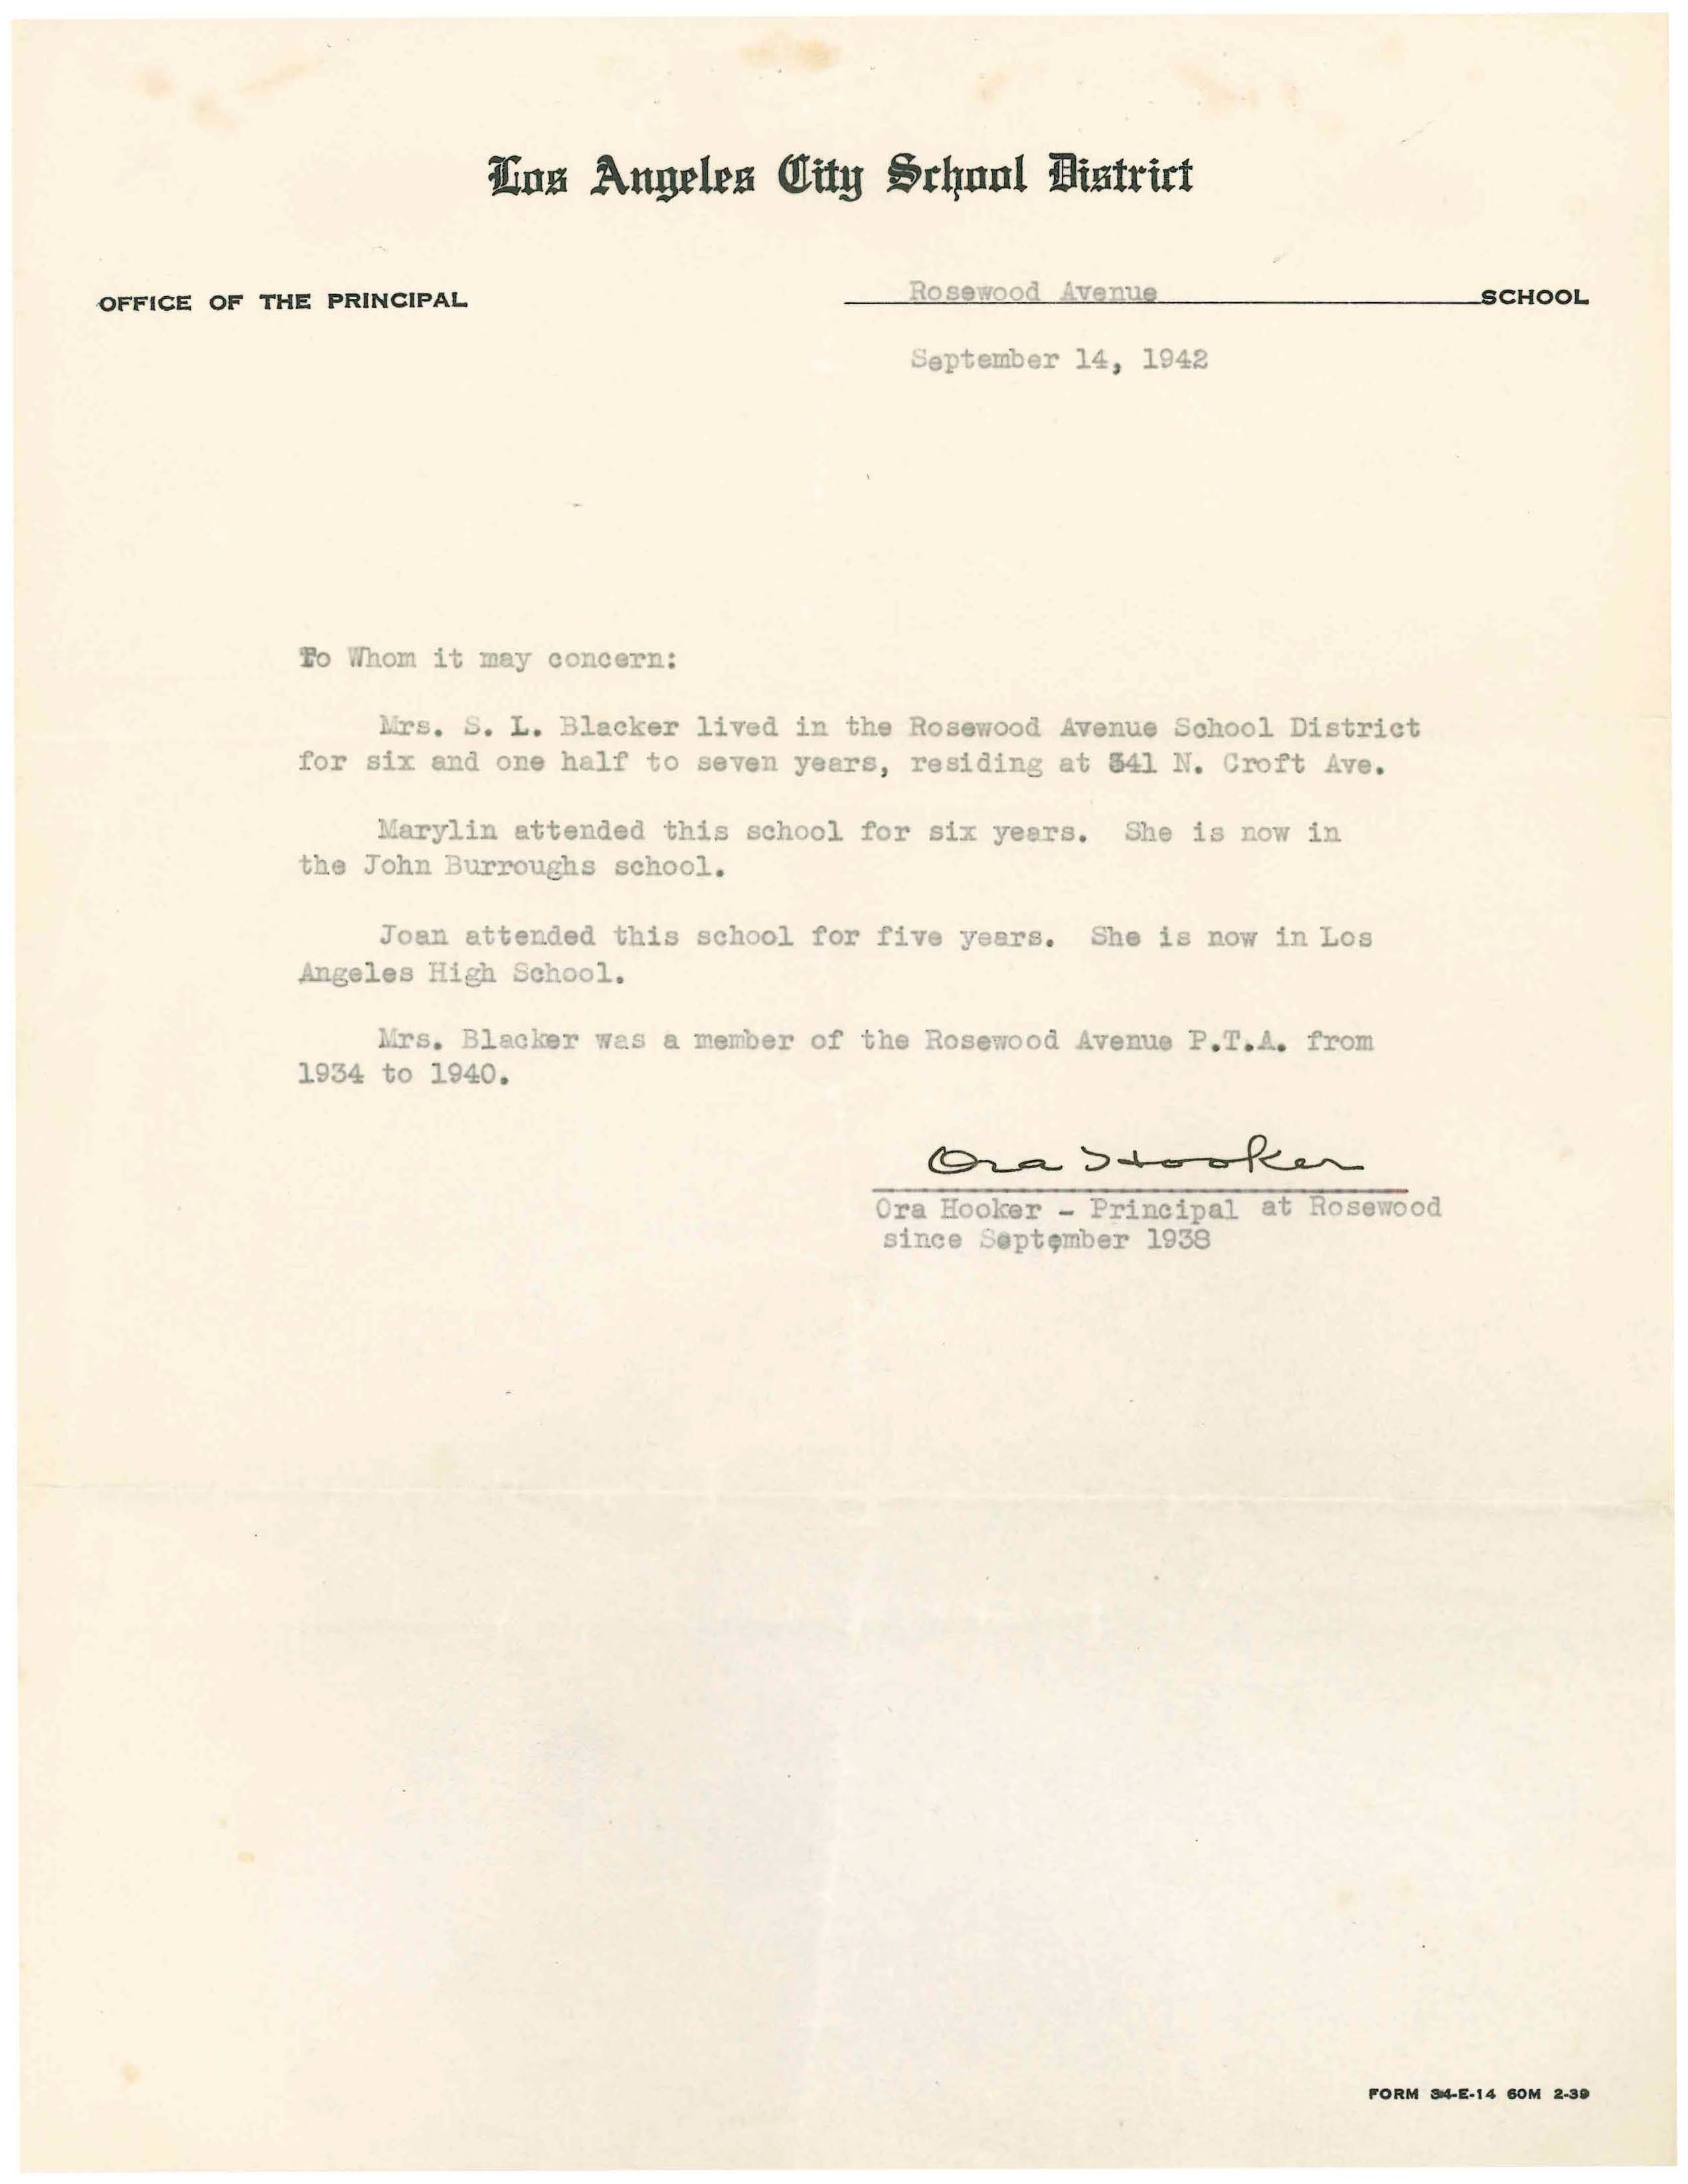 Los Angeles City School District
OFFICE OF THE PRINCIPAL Rosewood Avenue SCHOOL
September 14, 1942
To Whom it may concern:
Mrs. S. L. Blacker lived in the Rosewood Avenue School District
for six and one half to seven years, residing at 541 N. Croft Ave.
Marylin attended this school for six years. She is now in
the John Burroughs school.
Joan attended this school for five years. She is now in Los
Angeles High School.
Mrs. Blacker was a member of the Rosewood Avenue P.T.A. from
1934 to 1940.
Ora Hooker
Ora Hooker - Principal at Rosewood
since September 1938
FORM 34-E-14 60M 2-39